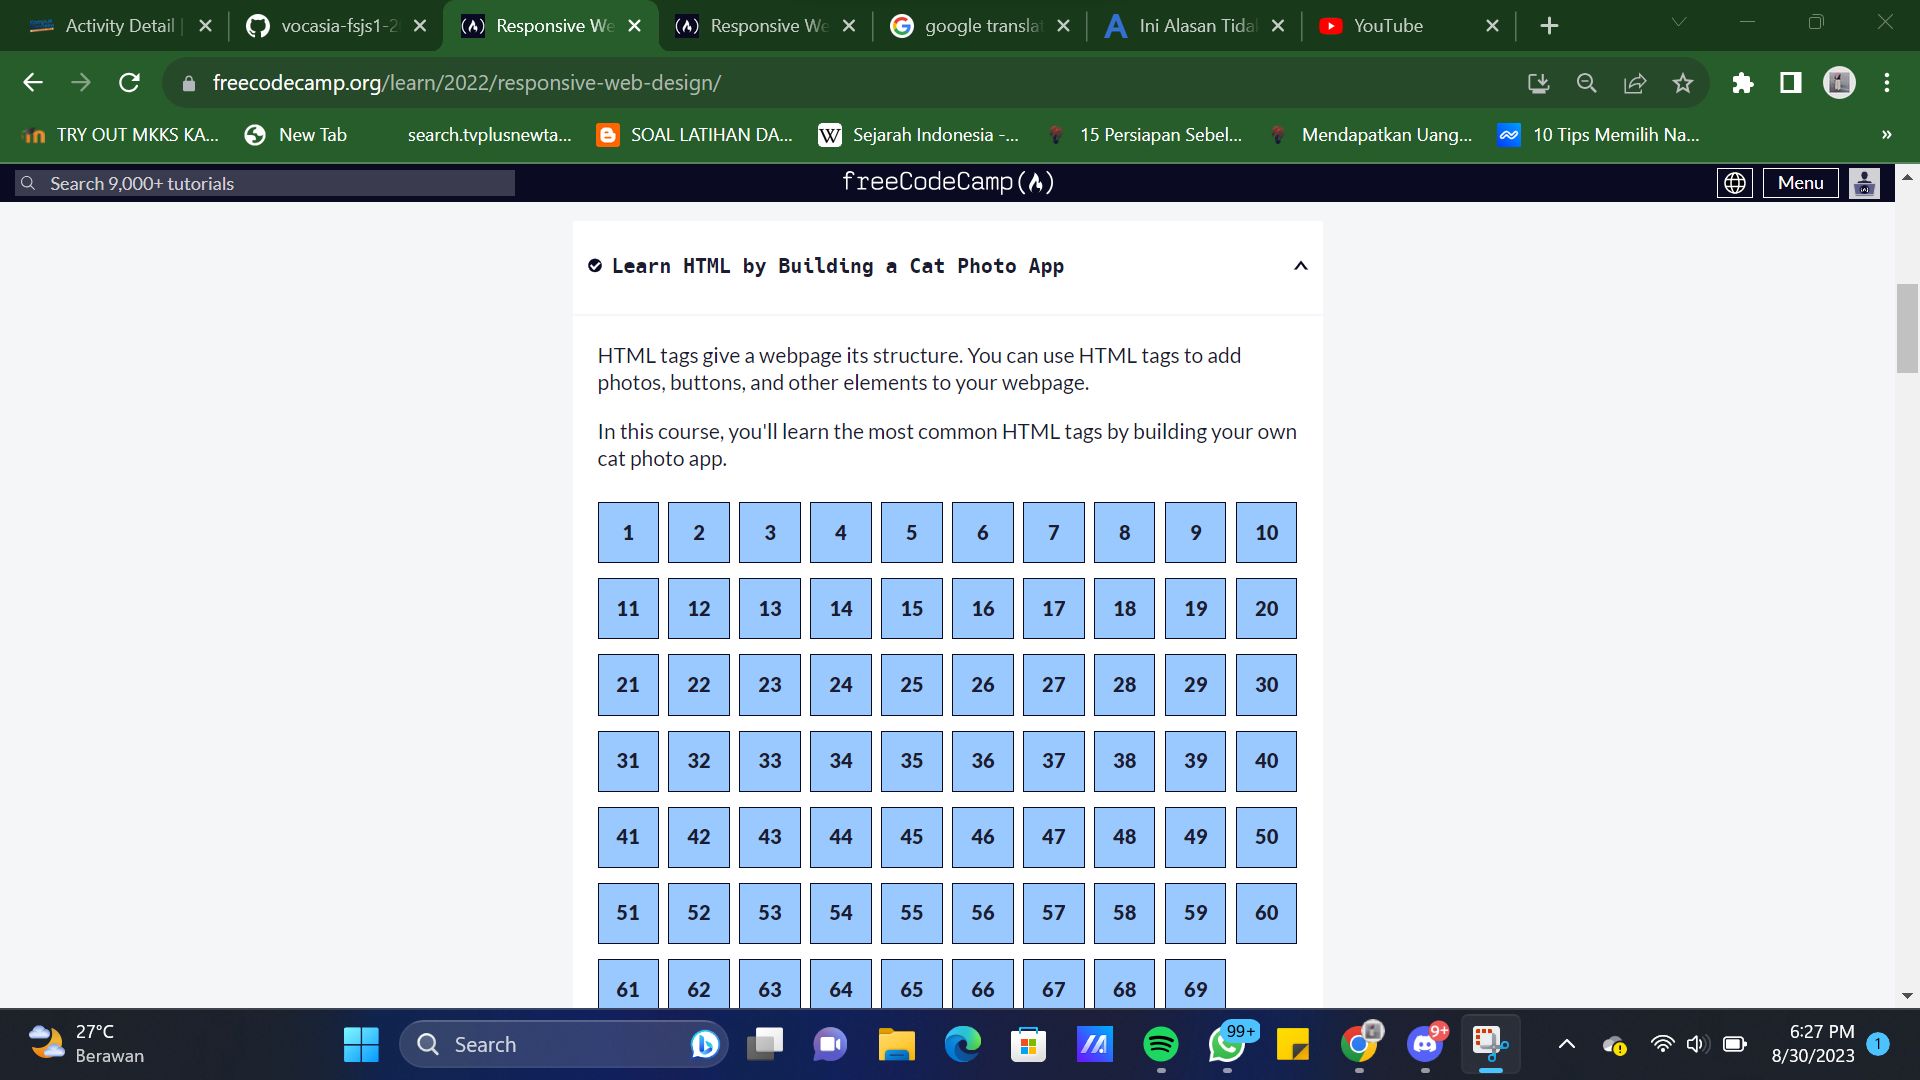 Activity Detail
vocasia-fsjs1-2
Responsive We
Responsive We
google transla
Ini Alasan Tida
YouTube
freecodecamp.org/learn/2022/responsive-web-design/
TRY OUT MKKS KA...
New Tab
search.tvplusnewta...
SOAL LATIHAN DA...
Sejarah Indonesia -...
15 Persiapan Sebel...
Mendapatkan Uang...
10 Tips Memilih Na...
»
Search 9,000+ tutorials
freeCodeCamp
Menu
Learn HTML by Building a Cat Photo App
HTML tags give a webpage its structure. You can use HTML tags to add
photos, buttons, and other elements to your webpage.
In this course, you'll learn the most common HTML tags by building your own
cat photo app.
1 2 3 4 5 6 7 8 9 10
11 12 13 14 15 16 17 18 19 20
21 22 23 24 25 26 27 28 29 30
31 32 33 34 35 36 37 38 39 40
41 42 43 44 45 46 47 48 49 50
51 52 53 54 55 56 57 58 59 60
61 62 63 64 65 66 67 68 69
27°C
Berawan
Search
99+
9+
6:27 PM
8/30/2023
1